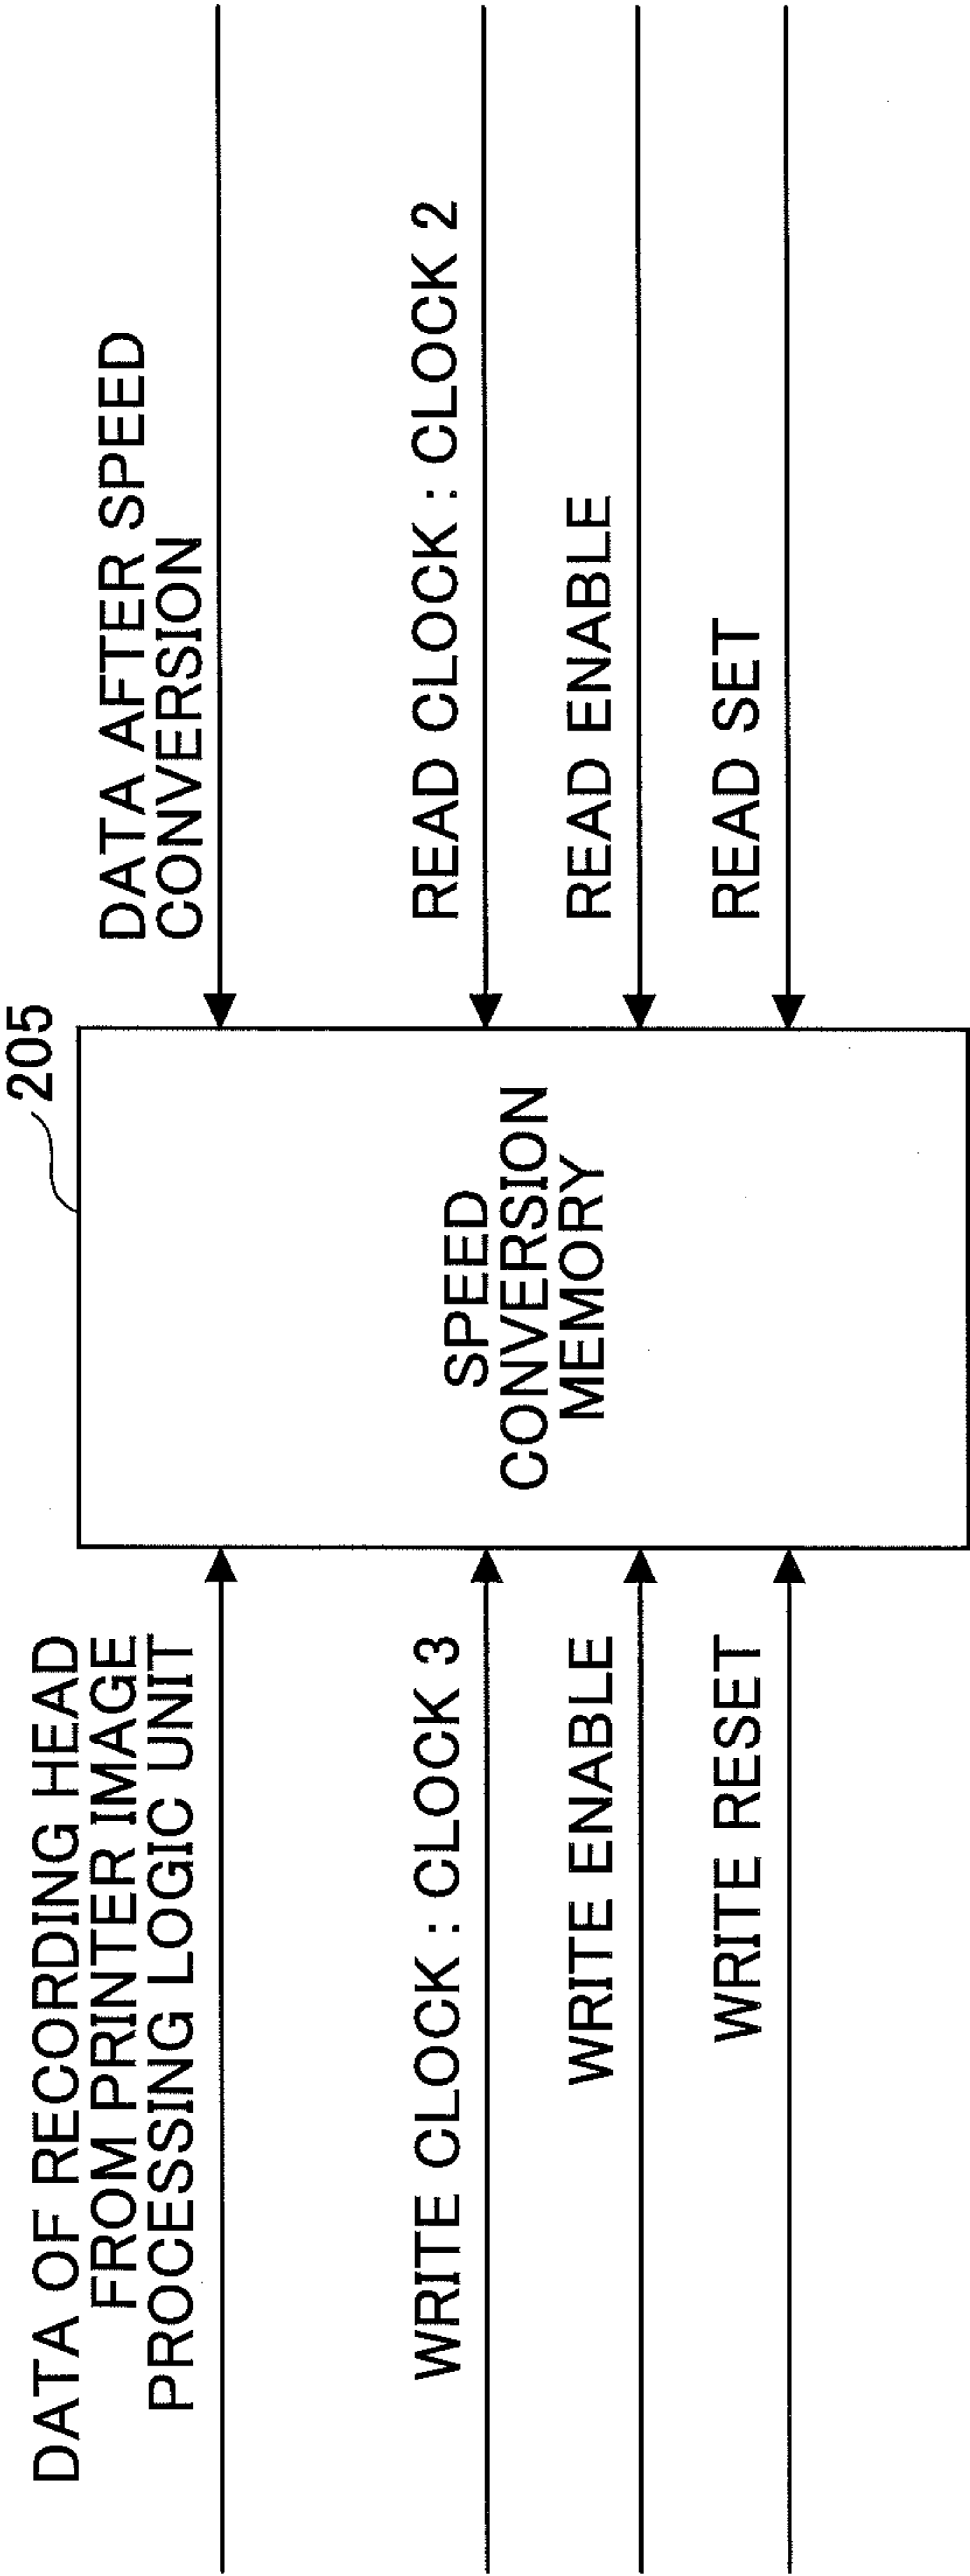 205
DATA OF RECORDING HEAD
FROM PRINTER IMAGE
PROCESSING LOGIC UNIT
WRITE CLOCK : CLOCK 3
WRITE ENABLE
WRITE RESET
SPEED
CONVERSION
MEMORY
DATA AFTER SPEED
CONVERSION
READ CLOCK : CLOCK 2
READ ENABLE
READ SET